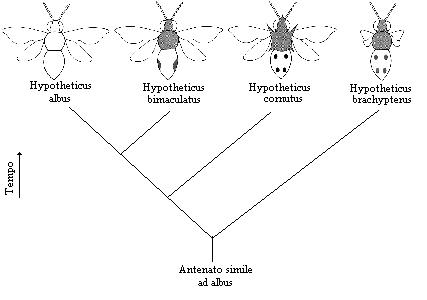 Hypotheticus
albus
Hypotheticus
bimaculatus
Hypotheticus
cornutus
Hypotheticus
brachypterus
Tempo
Antenato simile
ad albus